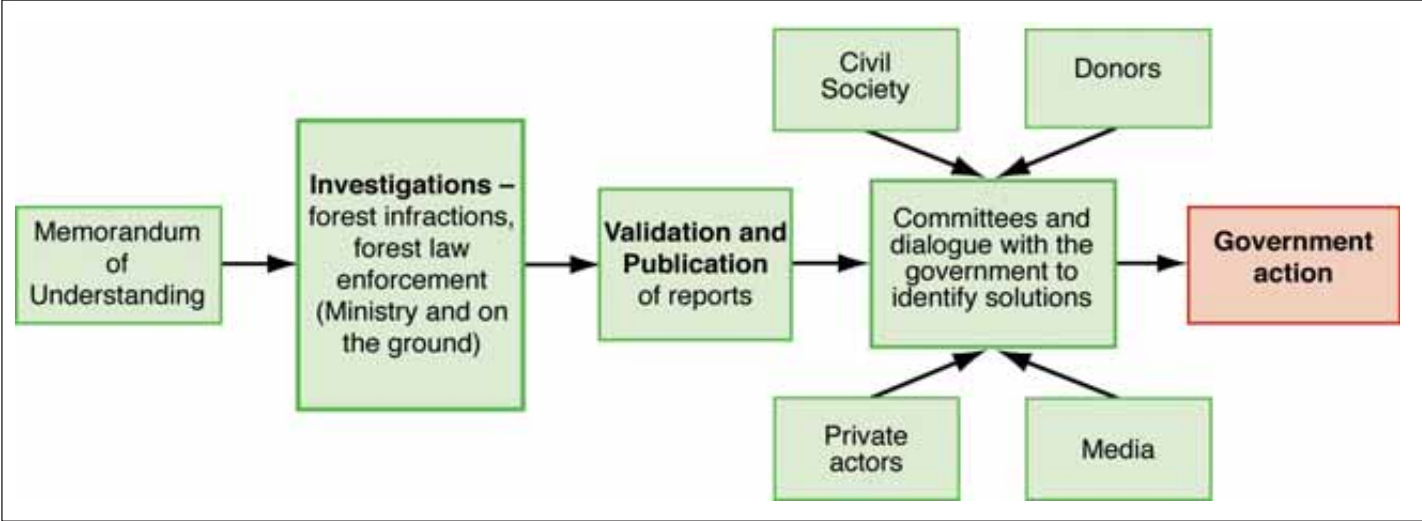 Memorandum
of
Understanding
Investigations –
forest infractions,
forest law
enforcement
(Ministry and on
the ground)
Validation and
Publication
of reports
Civil
Society
Donors
Committees and
dialogue with the
government to
identify solutions
Private
actors
Media
Government
action